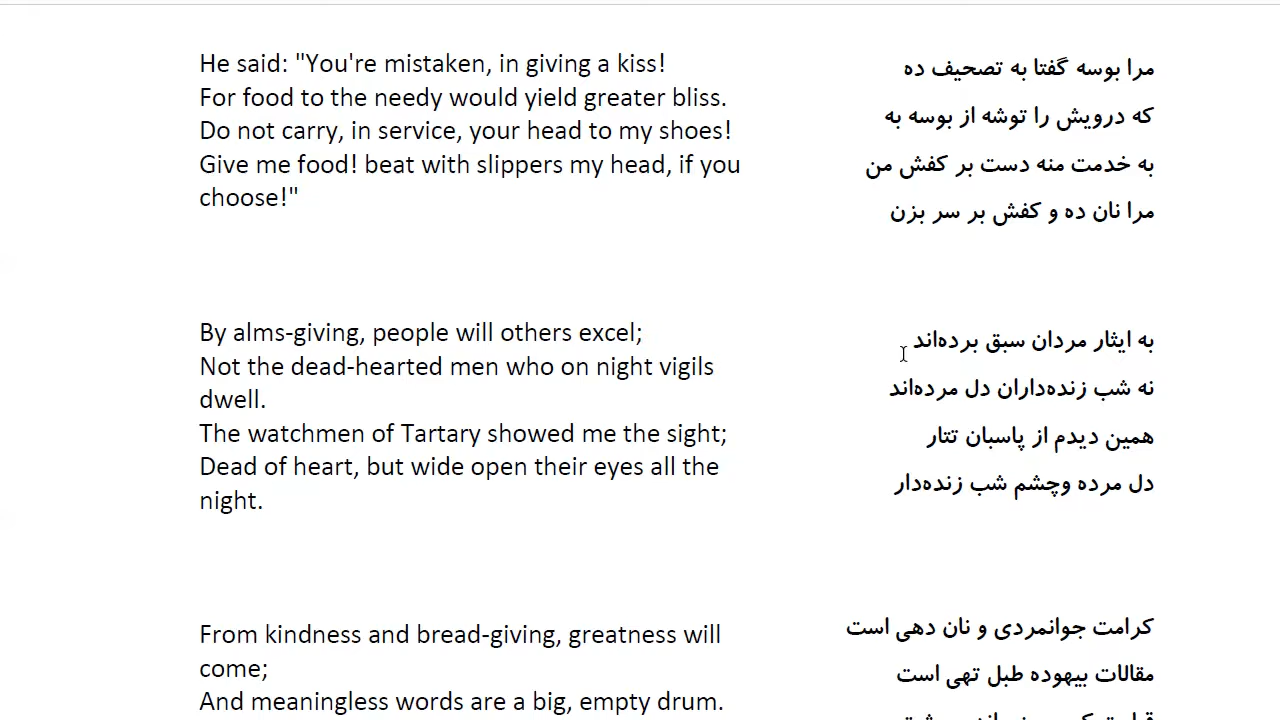 He said: "You're mistaken, in giving a kiss!
For food to the needy would yield greater bliss.
Do not carry, in service, your head to my shoes!
Give me food! beat with slippers my head, if you
choose!"
مرا بوسه گفتا به تصحیف ده
که درویش را توشه از بوسه به
به خدمت منه دست بر کفش من
مرا نان ده و کفش بر سر بزن
By alms-giving, people will others excel;
Not the dead-hearted men who on night vigils
dwell.
The watchmen of Tartary showed me the sight;
Dead of heart, but wide open their eyes all the
night.
به ایثار مردان سبق برده‌اند
نه شب زنده‌داران دل مرده‌اند
همین دیدم از پاسبان تتار
دل مرده وچشم شب زنده‌دار
From kindness and bread-giving, greatness will
come;
And meaningless words are a big, empty drum.
کرامت جوانمردی و نان دهی است
مقالات بیهوده طبل تهی است